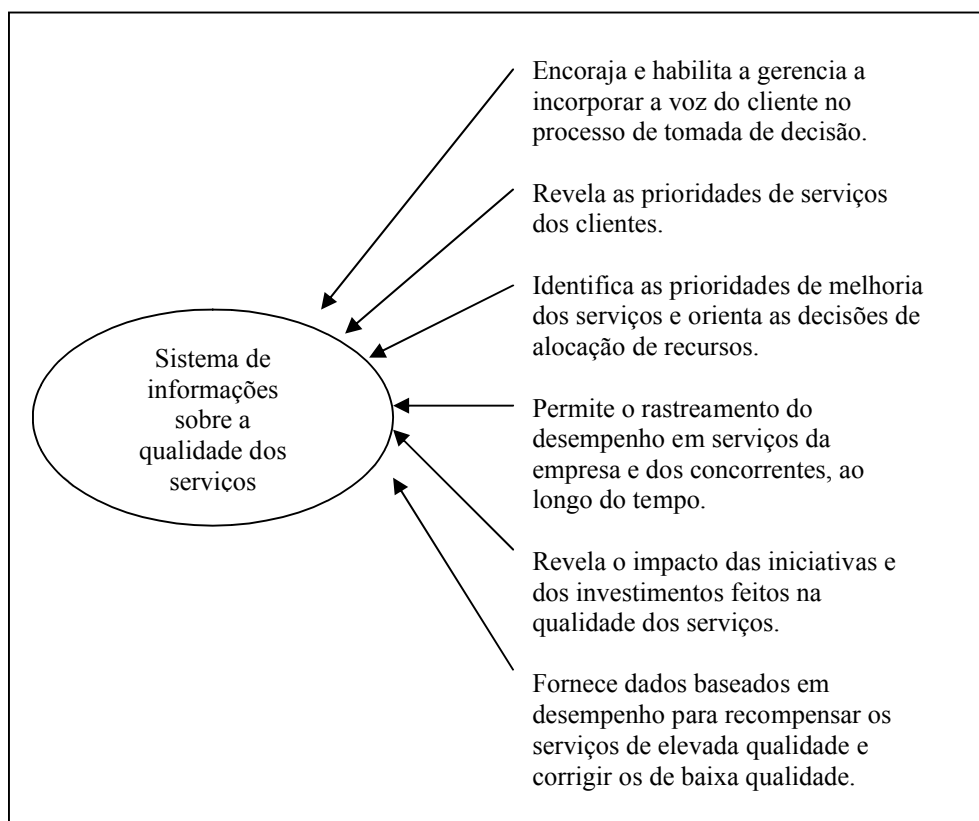 Encoraja e habilita a gerencia a
incorporar a voz do cliente no
processo de tomada de decisão.
Revela as prioridades de serviços
dos clientes.
Identifica as prioridades de melhoria
dos serviços e orienta as decisões de
alocação de recursos.
Sistema de
informações
sobre a
qualidade dos
serviços
Permite o rastreamento do
desempenho em serviços da
empresa e dos concorrentes, ao
longo do tempo.
Revela o impacto das iniciativas e
dos investimentos feitos na
qualidade dos serviços.
Fornece dados baseados em
desempenho para recompensar os
serviços de elevada qualidade e
corrigir os de baixa qualidade.